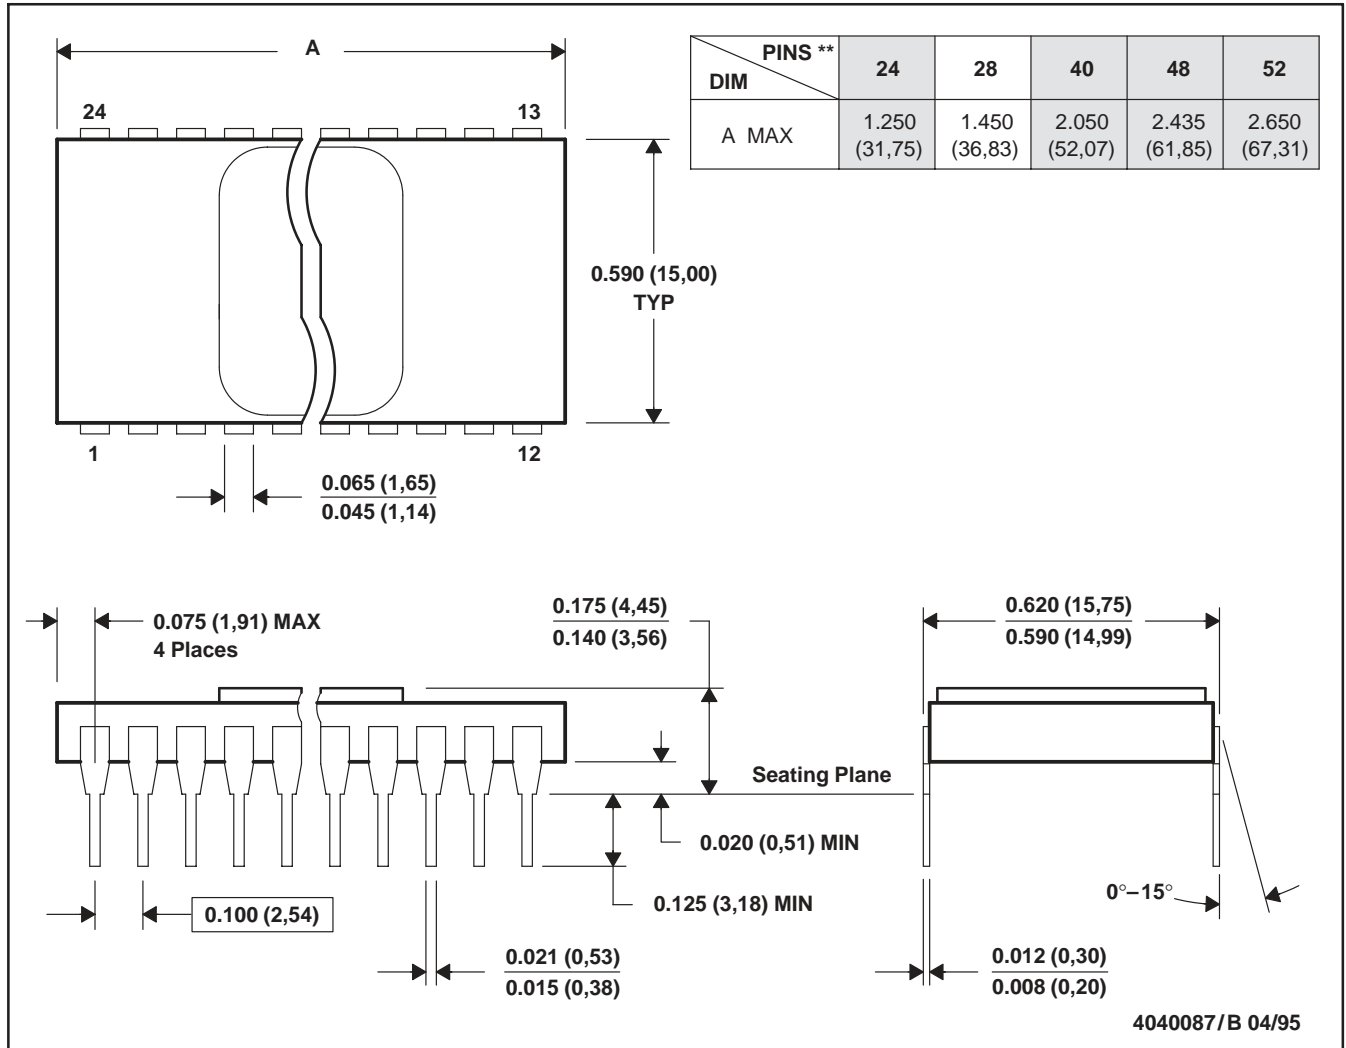 A
PINS **
DIM
24
28
40
48
52
A MAX
1.250
(31,75)
1.450
(36,83)
2.050
(52,07)
2.435
(61,85)
2.650
(67,31)
24
13
0.590 (15,00)
TYP
1
12
0.065 (1,65)
0.045 (1,14)
0.075 (1,91) MAX
4 Places
0.175 (4,45)
0.140 (3,56)
0.620 (15,75)
0.590 (14,99)
Seating Plane
0.020 (0,51) MIN
0.125 (3,18) MIN
0°–15°
0.100 (2,54)
0.021 (0,53)
0.015 (0,38)
0.012 (0,30)
0.008 (0,20)
4040087/B 04/95